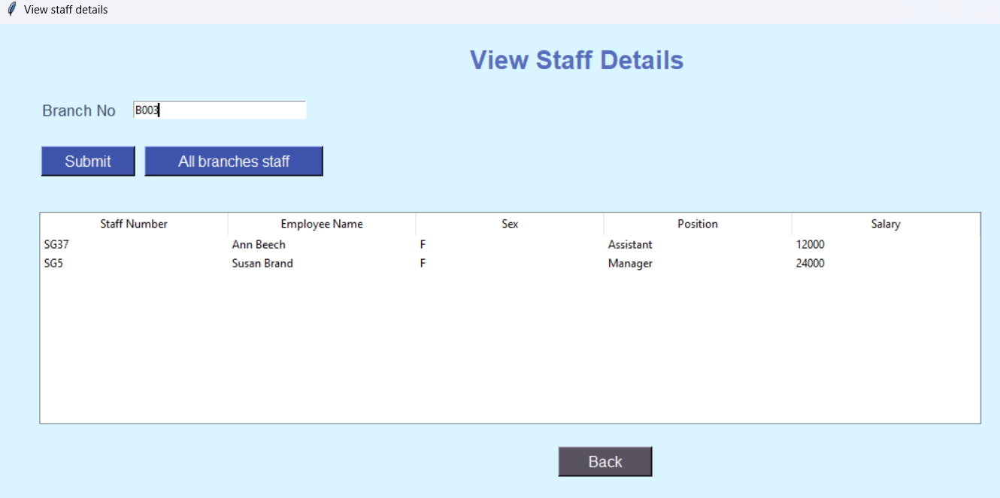 View staff details
View Staff Details
Branch No B003
Submit All branches staff
Staff Number Employee Name Sex Position Salary
SG37 Ann Beech F Assistant 12000
SG5 Susan Brand F Manager 24000
Back